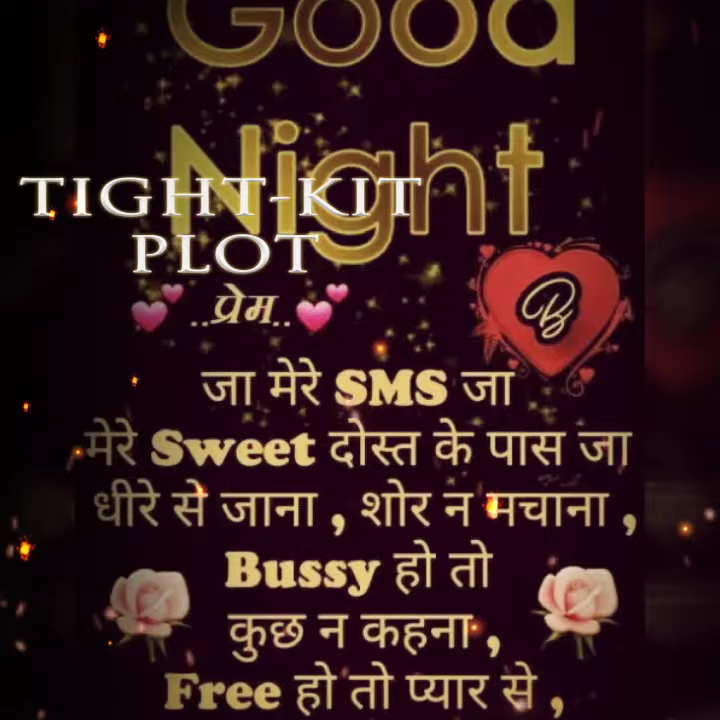 Good
Night
TIGHT-KIT
PLOT
..प्रेम..
B
जा मेरे SMS जा
मेरे Sweet दोस्त के पास जा
धीरे से जाना , शोर न मचाना ,
Bussy हो तो
कुछ न कहना ,
Free हो तो प्यार से ,